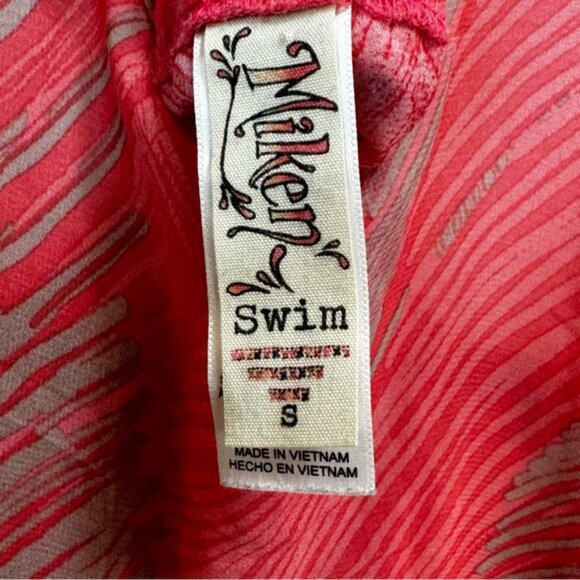 Miken
Swim
S
MADE IN VIETNAM
HECHO EN VIETNAM